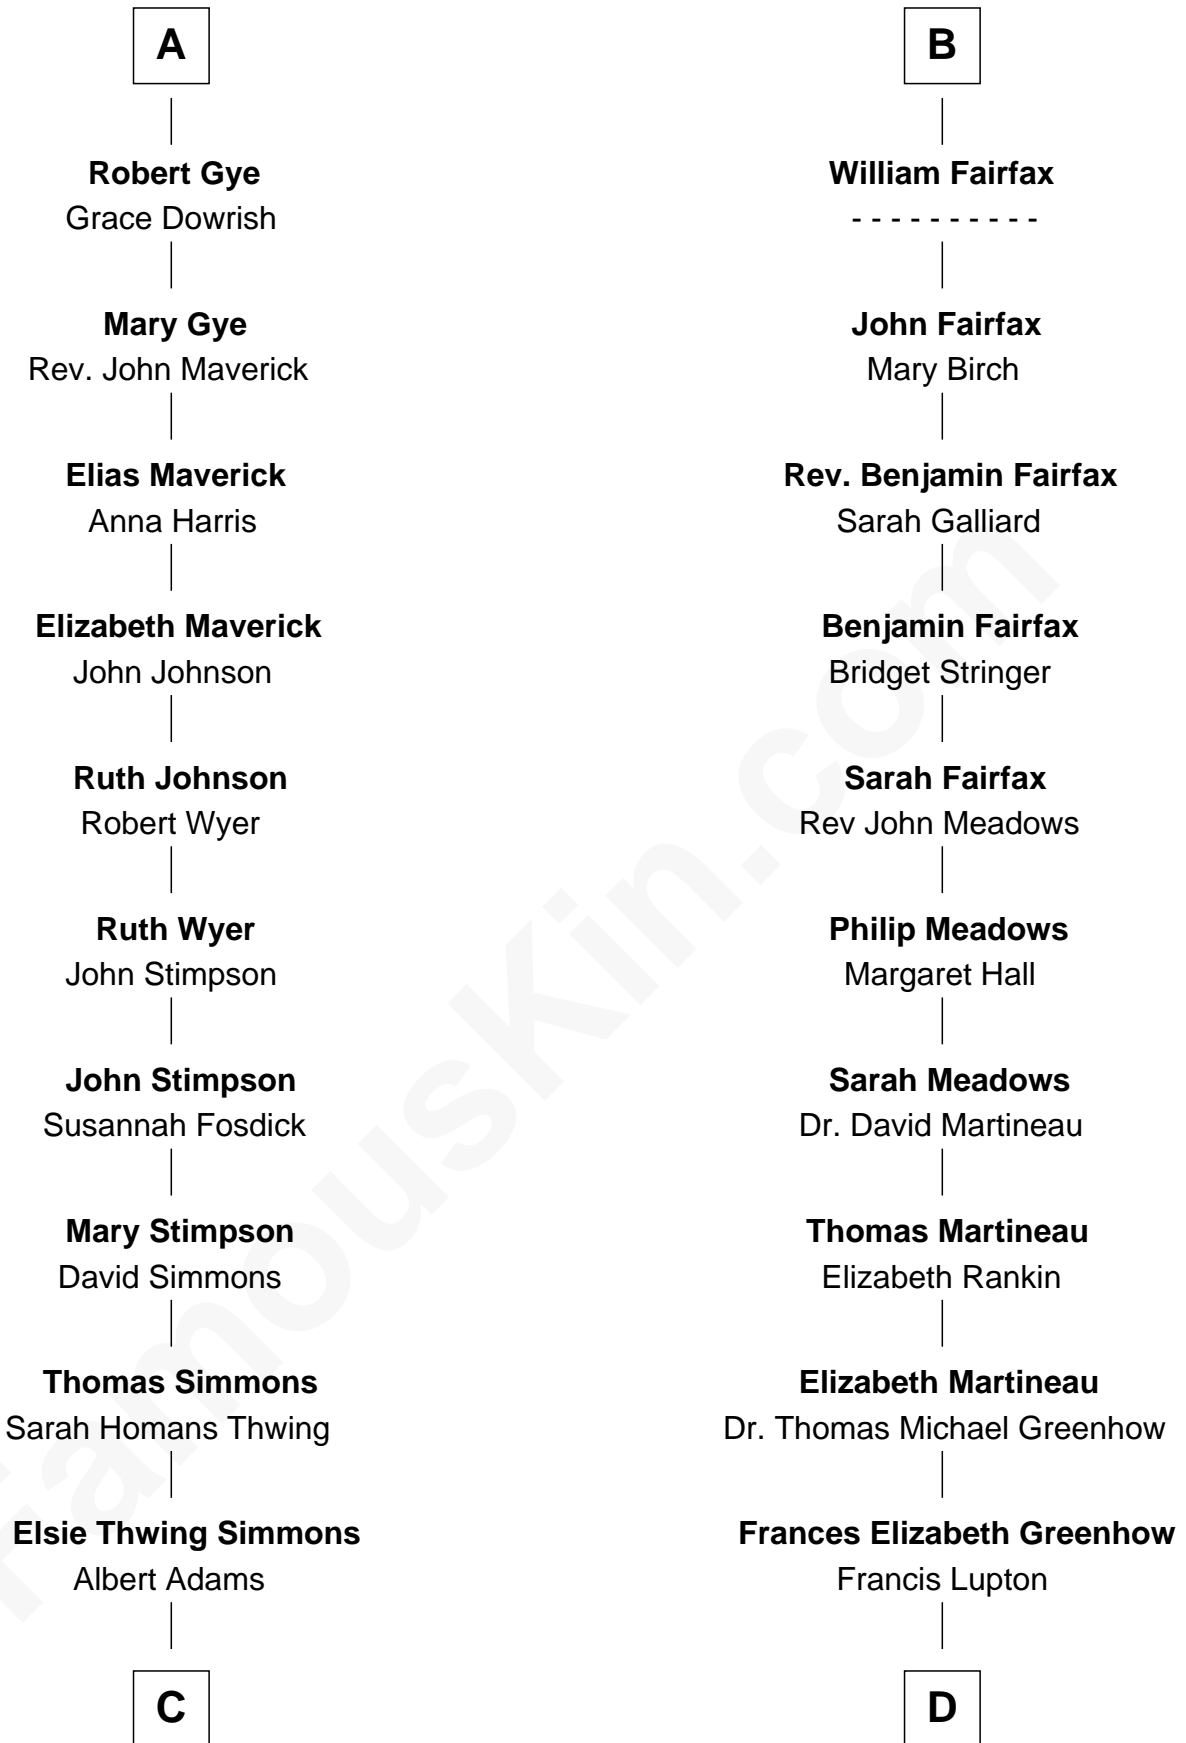 A
Robert Gye
Grace Dowrish
Mary Gye
Rev. John Maverick
Elias Maverick
Anna Harris
Elizabeth Maverick
John Johnson
Ruth Johnson
Robert Wyer
Ruth Wyer
John Stimpson
John Stimpson
Susannah Fosdick
Mary Stimpson
David Simmons
Thomas Simmons
Sarah Homans Thwing
Elsie Thwing Simmons
Albert Adams
C
B
William Fairfax
- - - - - - - - - -
John Fairfax
Mary Birch
Rev. Benjamin Fairfax
Sarah Galliard
Benjamin Fairfax
Bridget Stringer
Sarah Fairfax
Rev John Meadows
Philip Meadows
Margaret Hall
Sarah Meadows
Dr. David Martineau
Thomas Martineau
Elizabeth Rankin
Elizabeth Martineau
Dr. Thomas Michael Greenhow
Frances Elizabeth Greenhow
Francis Lupton
D
FamousKin.com